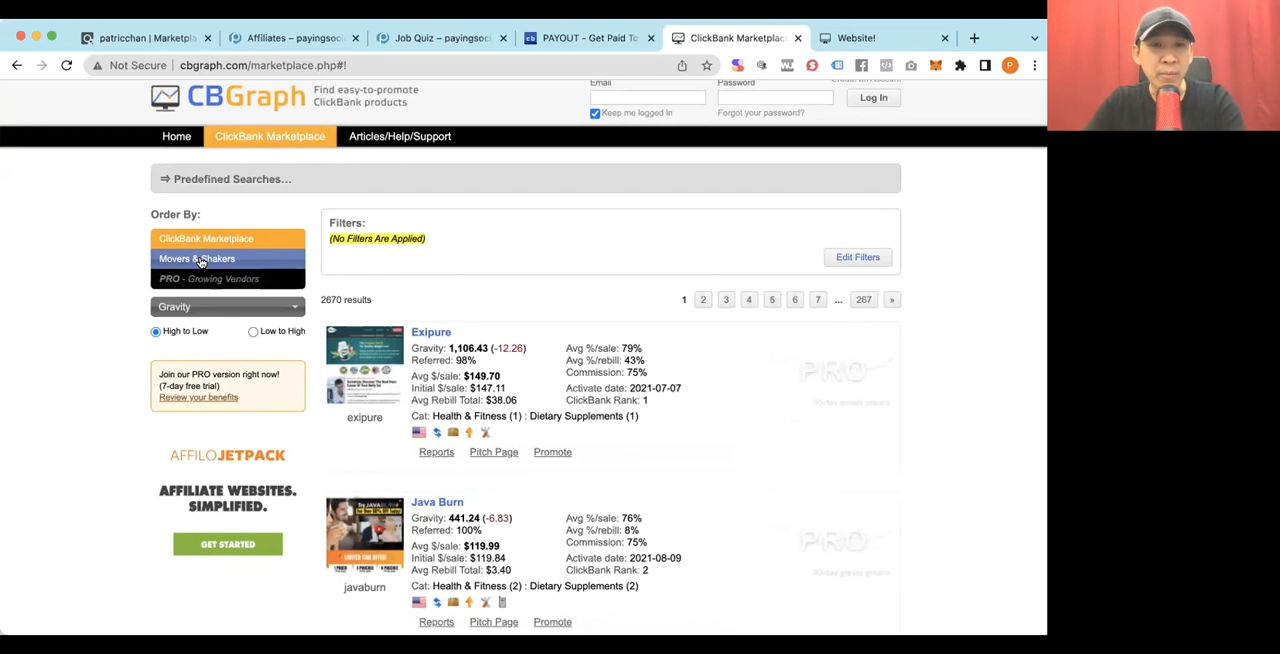 patricchan | Marketpla
Affiliates – payingsoci
Job Quiz – payingsoc
PAYOUT - Get Paid To
ClickBank Marketplac
Website!
Not Secure | cbgraph.com/marketplace.php#!
CBGraph
Find easy-to-promote
ClickBank products
Email
Password
Keep me logged in
Forgot your password?
Log In
Home
ClickBank Marketplace
Articles/Help/Support
⇒ Predefined Searches...
Order By:
ClickBank Marketplace
Movers & Shakers
PRO - Growing Vendors
Gravity
High to Low
Low to High
Join our PRO version right now!
(7-day free trial)
Review your benefits
AFFILOJETPACK
AFFILIATE WEBSITES.
SIMPLIFIED.
GET STARTED
Filters:
(No Filters Are Applied)
Edit Filters
2670 results
1 2 3 4 5 6 7 ... 267 »
Exipure
Gravity: 1,106.43 (-12.26)
Referred: 98%
Avg $/sale: $149.70
Initial $/sale: $147.11
Avg Rebill Total: $38.06
Avg %/sale: 79%
Avg %/rebill: 43%
Commission: 75%
Activate date: 2021-07-07
ClickBank Rank: 1
Cat: Health & Fitness (1) : Dietary Supplements (1)
exipure
Reports Pitch Page Promote
PRO
Java Burn
Gravity: 441.24 (-6.83)
Referred: 100%
Avg $/sale: $119.99
Initial $/sale: $119.84
Avg Rebill Total: $3.40
Avg %/sale: 76%
Avg %/rebill: 8%
Commission: 75%
Activate date: 2021-08-09
ClickBank Rank: 2
Cat: Health & Fitness (2) : Dietary Supplements (2)
javaburn
Reports Pitch Page Promote
PRO